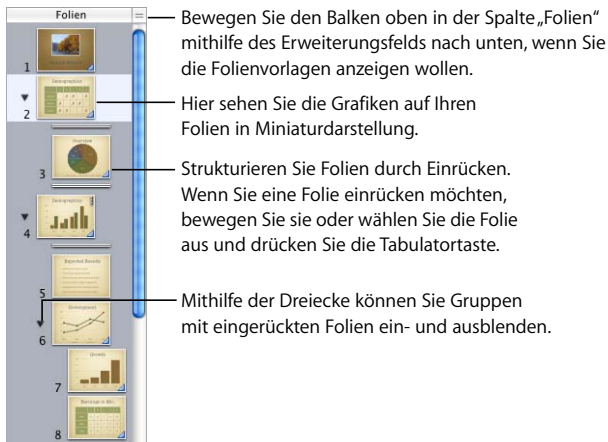 Folien
Bewegen Sie den Balken oben in der Spalte „Folien“
mithilfe des Erweiterungsfelds nach unten, wenn Sie
die Folienvorlagen anzeigen wollen.
1
2
Hier sehen Sie die Grafiken auf Ihren
Folien in Miniaturdarstellung.
3
Strukturieren Sie Folien durch Einrücken.
Wenn Sie eine Folie einrücken möchten,
bewegen Sie sie oder wählen Sie die Folie
aus und drücken Sie die Tabulatortaste.
4
Expected Results
5
Mithilfe der Dreiecke können Sie Gruppen
mit eingerückten Folien ein- und ausblenden.
6
Growth
7
8